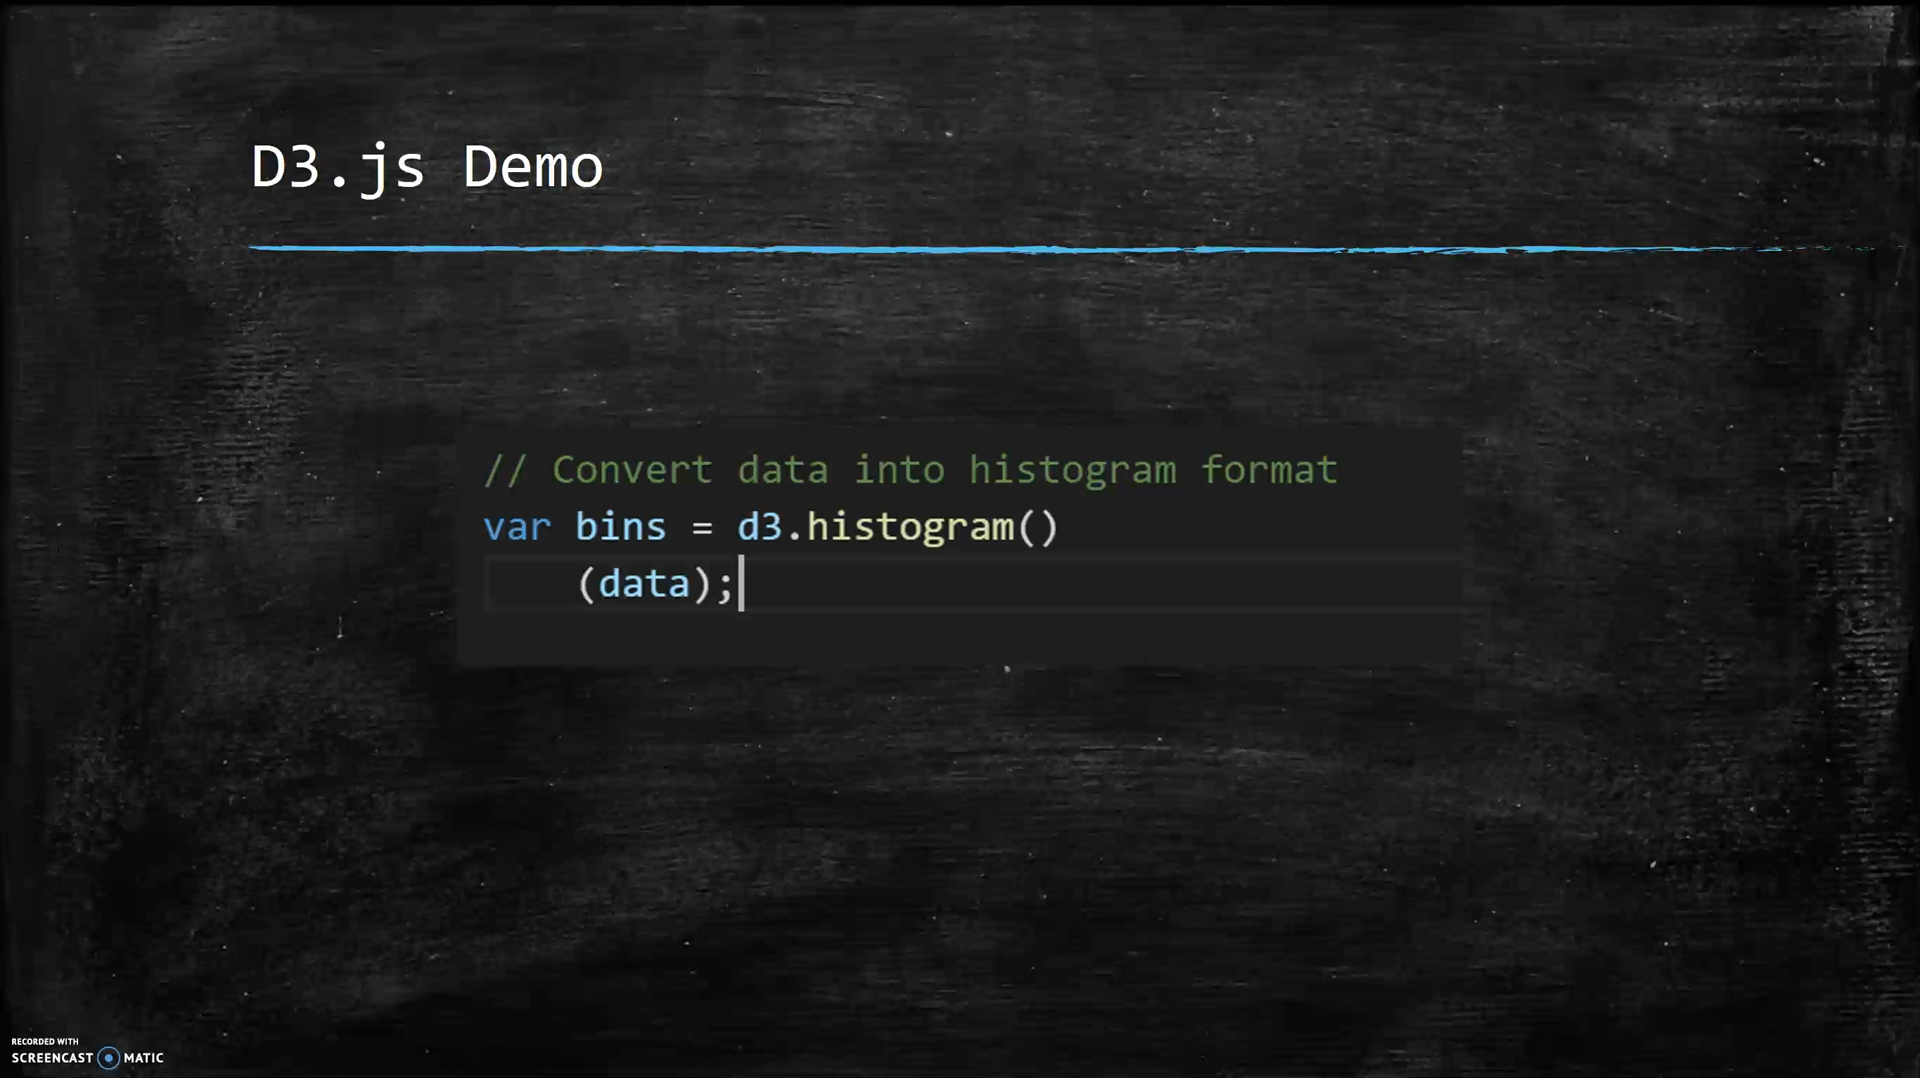 D3.js Demo
// Convert data into histogram format
var bins = d3.histogram()
(data);
RECORDED WITH
SCREENCAST MATIC